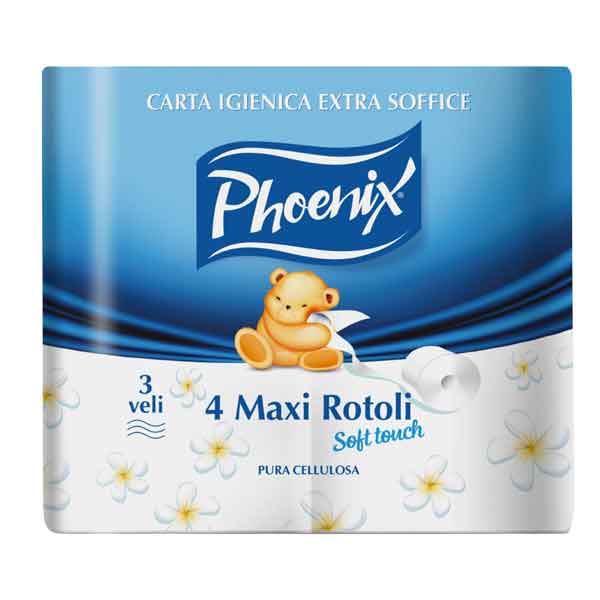 CARTA IGIENICA EXTRA SOFFICE
Phoenix®
3
veli
4 Maxi Rotoli
Soft touch
PURA CELLULOSA